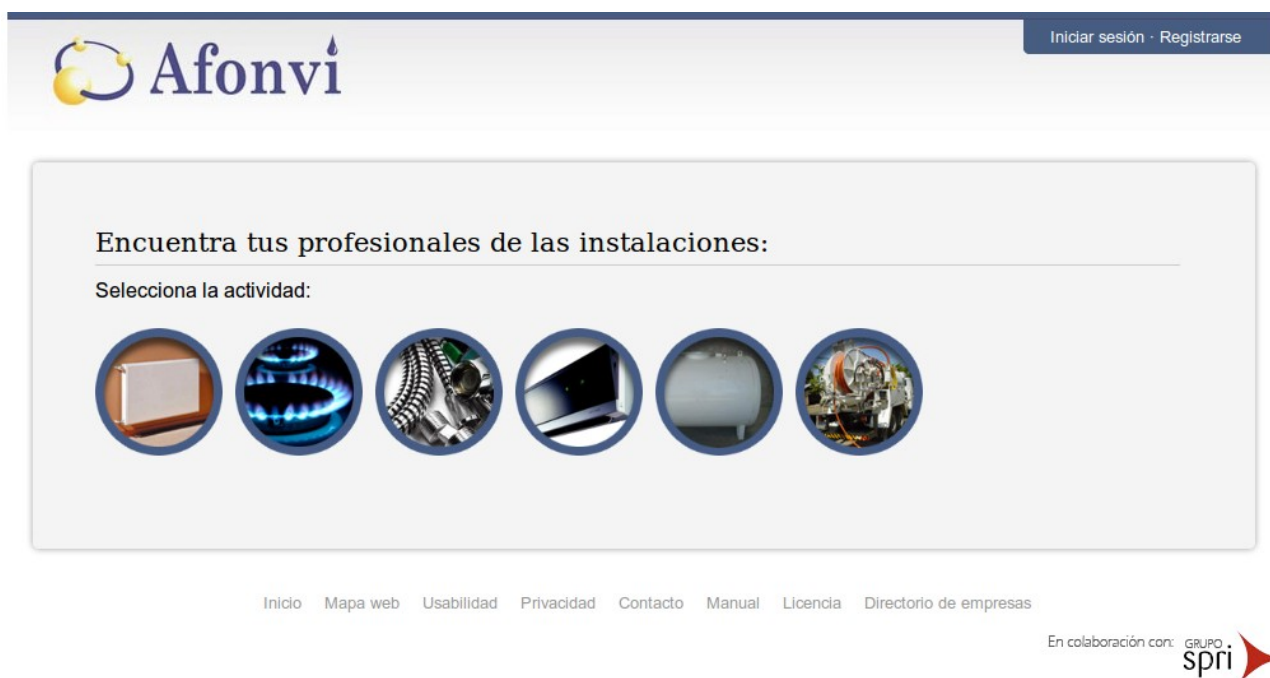 Iniciar sesión · Registrarse
Afonvi
Encuentra tus profesionales de las instalaciones:
Selecciona la actividad:
Inicio Mapa web Usabilidad Privacidad Contacto Manual Licencia Directorio de empresas
En colaboración con: GRUPO
spri